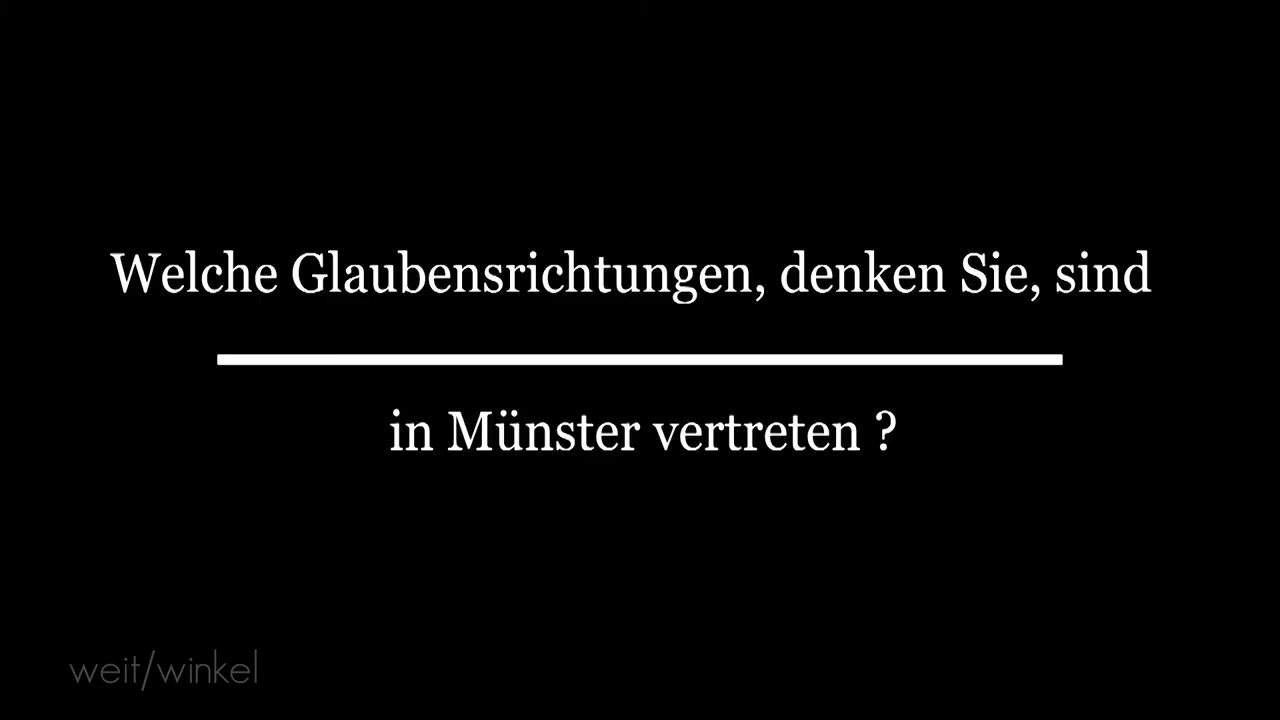 Welche Glaubensrichtungen, denken Sie, sind
in Münster vertreten ?
weit/winkel